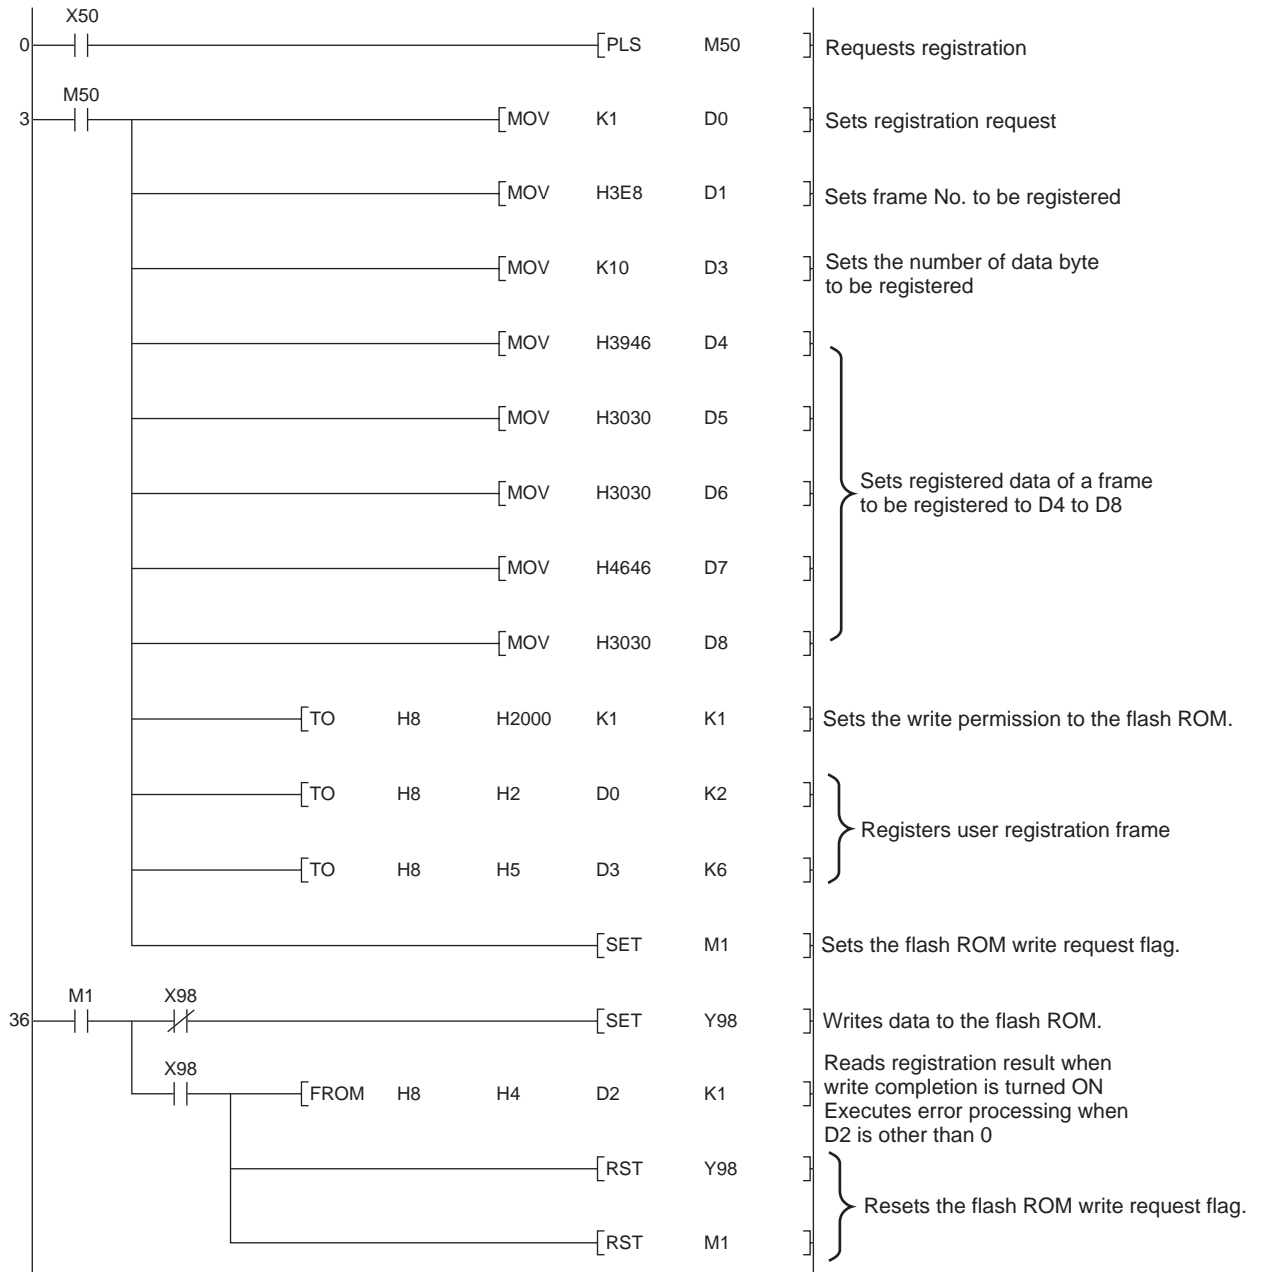 X50
0 [PLS M50 ] Requests registration
M50
3 [MOV K1 D0 ] Sets registration request
[MOV H3E8 D1 ] Sets frame No. to be registered
[MOV K10 D3 ] Sets the number of data byte
to be registered
[MOV H3946 D4 ]
[MOV H3030 D5 ]
[MOV H3030 D6 ] Sets registered data of a frame
to be registered to D4 to D8
[MOV H4646 D7 ]
[MOV H3030 D8 ]
[TO H8 H2000 K1 K1 ] Sets the write permission to the flash ROM.
[TO H8 H2 D0 K2 ]
Registers user registration frame
[TO H8 H5 D3 K6 ]
[SET M1 ] Sets the flash ROM write request flag.
M1 X98
36 [SET Y98 ] Writes data to the flash ROM.
X98
[FROM H8 H4 D2 K1 ] Reads registration result when
write completion is turned ON
Executes error processing when
D2 is other than 0
[RST Y98 ]
Resets the flash ROM write request flag.
[RST M1 ]